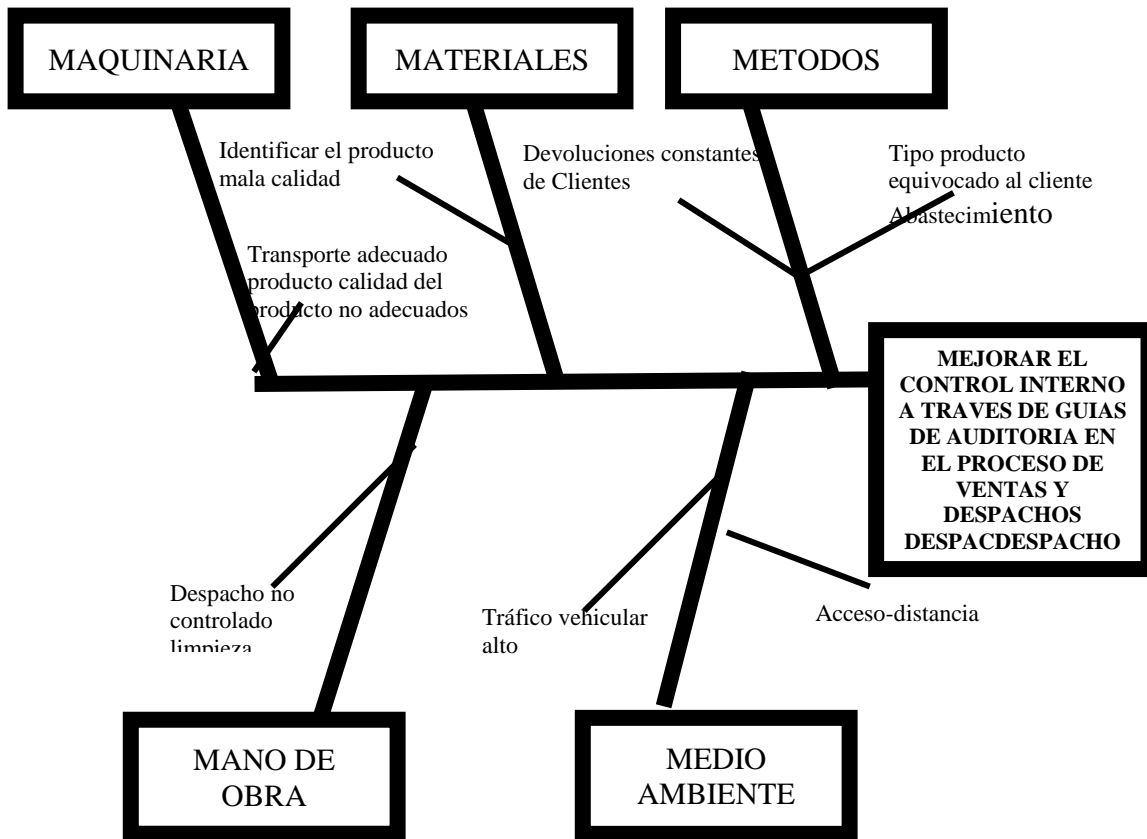 MAQUINARIA
MATERIALES
METODOS
Identificar el producto
mala calidad
Devoluciones constantes
de Clientes
Tipo producto
equivocado al cliente
Abastecimiento
Transporte adecuado
producto calidad del
producto no adecuados
MEJORAR EL
CONTROL INTERNO
A TRAVES DE GUIAS
DE AUDITORIA EN
EL PROCESO DE
VENTAS Y
DESPACHOS
DESPACDESPACHO
Despacho no
controlado
limpieza
Tráfico vehicular
alto
Acceso-distancia
MANO DE
OBRA
MEDIO
AMBIENTE